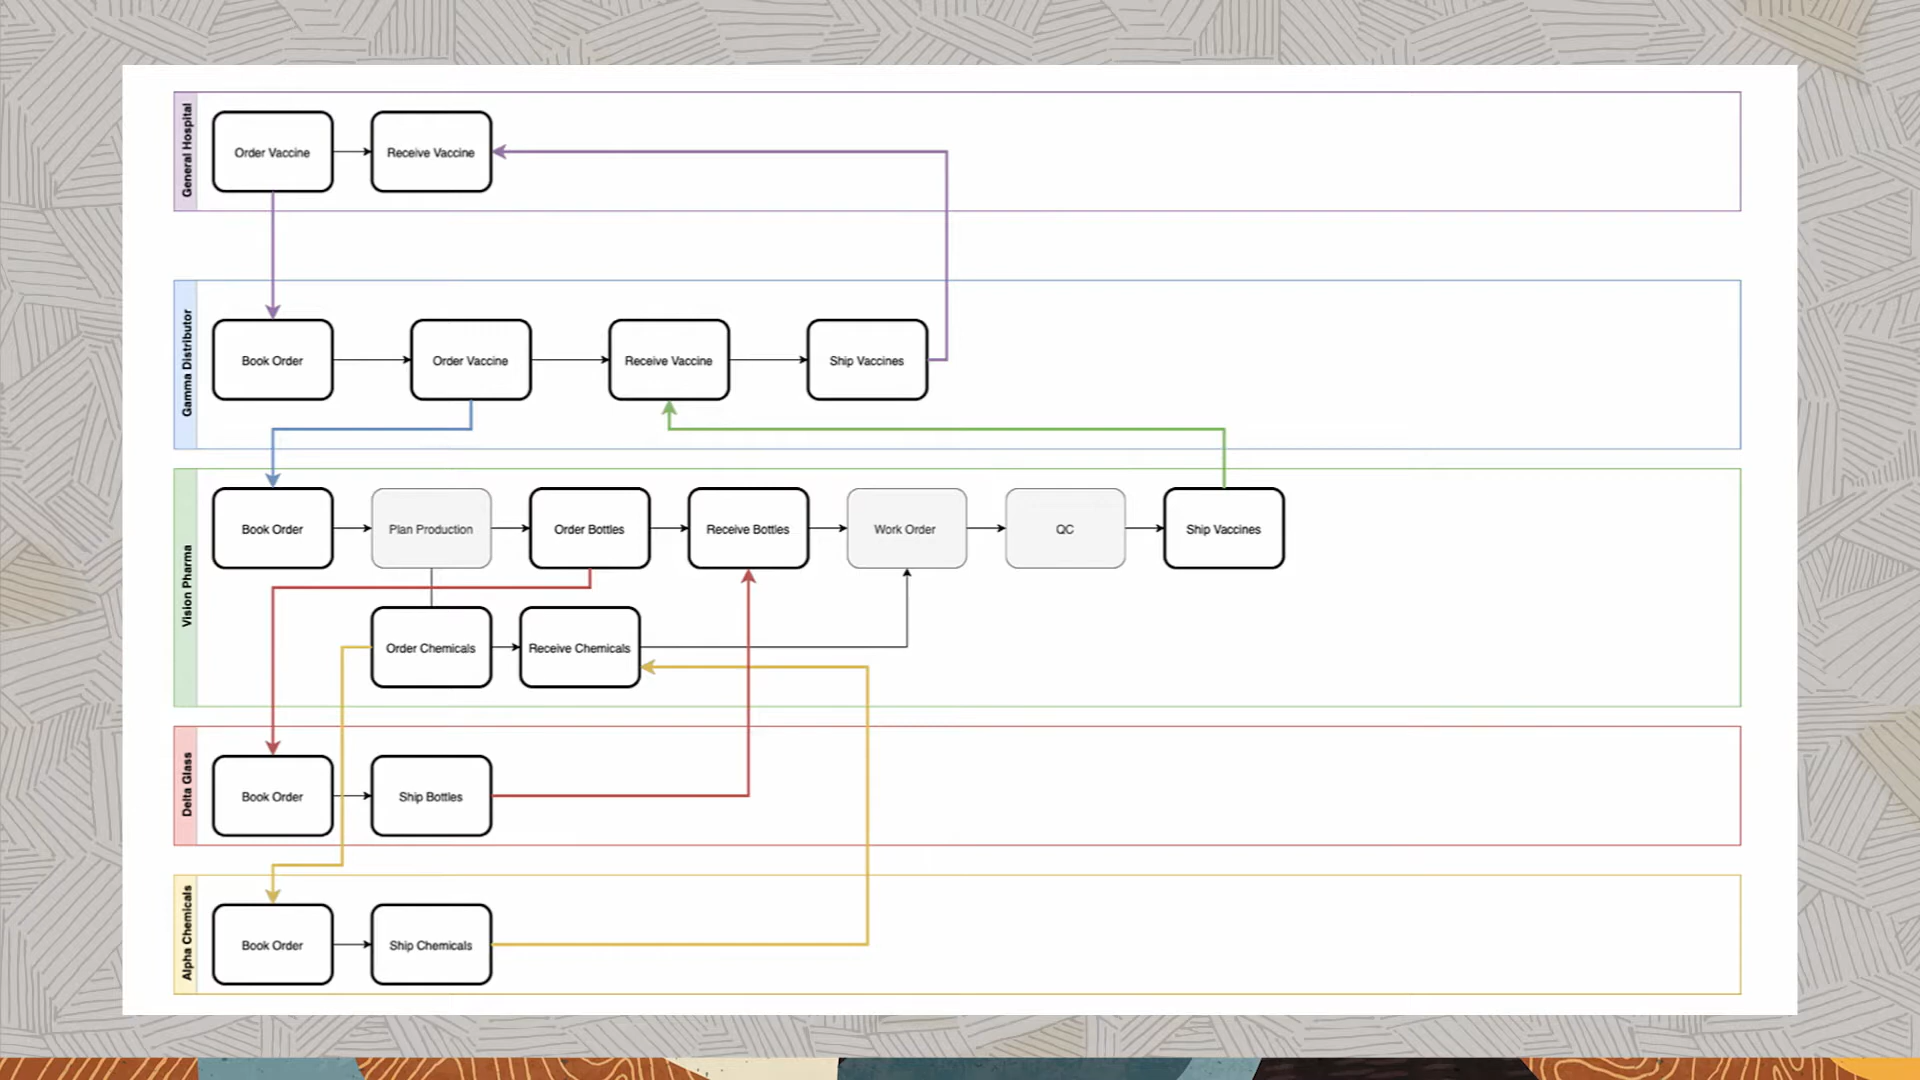 General Hospital
Order Vaccine
Receive Vaccine
Gamma Distributor
Book Order
Order Vaccine
Receive Vaccine
Ship Vaccines
Vision Pharma
Book Order
Plan Production
Order Bottles
Receive Bottles
Work Order
QC
Ship Vaccines
Order Chemicals
Receive Chemicals
Delta Glass
Book Order
Ship Bottles
Alpha Chemicals
Book Order
Ship Chemicals